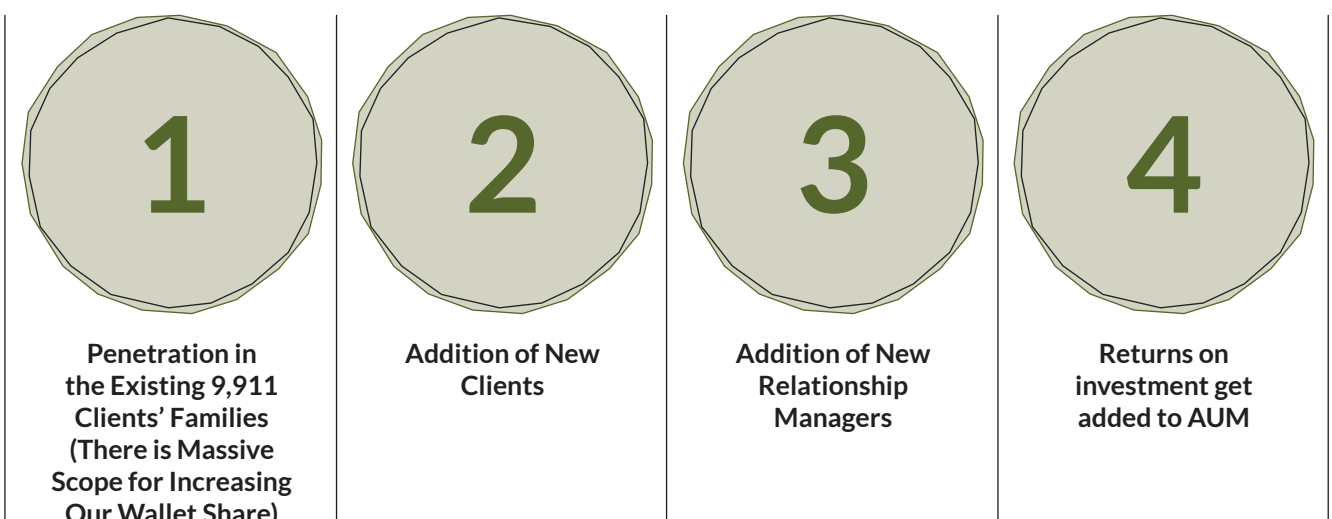 1
Penetration in
the Existing 9,911
Clients’ Families
(There is Massive
Scope for Increasing
Our Wallet Share)
2
Addition of New
Clients
3
Addition of New
Relationship
Managers
4
Returns on
investment get
added to AUM